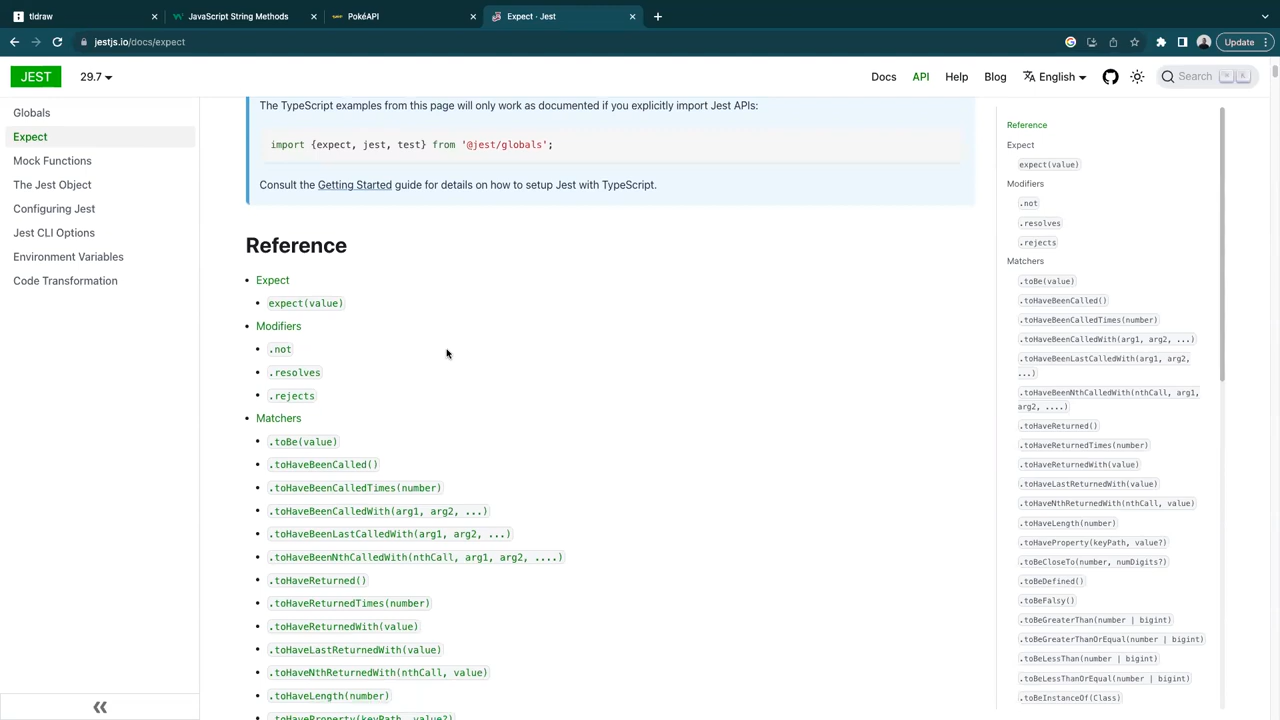 tldraw
JavaScript String Methods
PokéAPI
Expect · Jest
jestjs.io/docs/expect
Update
JEST
29.7
Docs
API
Help
Blog
English
Search
Globals
Expect
Mock Functions
The Jest Object
Configuring Jest
Jest CLI Options
Environment Variables
Code Transformation
The TypeScript examples from this page will only work as documented if you explicitly import Jest APIs:
import {expect, jest, test} from '@jest/globals';
Consult the Getting Started guide for details on how to setup Jest with TypeScript.
Reference
Expect
expect(value)
Modifiers
.not
.resolves
.rejects
Matchers
.toBe(value)
.toHaveBeenCalled()
.toHaveBeenCalledTimes(number)
.toHaveBeenCalledWith(arg1, arg2, ...)
.toHaveBeenLastCalledWith(arg1, arg2, ...)
.toHaveBeenNthCalledWith(nthCall, arg1, arg2, ....)
.toHaveReturned()
.toHaveReturnedTimes(number)
.toHaveReturnedWith(value)
.toHaveLastReturnedWith(value)
.toHaveNthReturnedWith(nthCall, value)
.toHaveLength(number)
.toHaveProperty(keyPath, value?)
Reference
Expect
expect(value)
Modifiers
.not
.resolves
.rejects
Matchers
.toBe(value)
.toHaveBeenCalled()
.toHaveBeenCalledTimes(number)
.toHaveBeenCalledWith(arg1, arg2, ...)
.toHaveBeenLastCalledWith(arg1, arg2,
...)
.toHaveBeenNthCalledWith(nthCall, arg1,
arg2, ....)
.toHaveReturned()
.toHaveReturnedTimes(number)
.toHaveReturnedWith(value)
.toHaveLastReturnedWith(value)
.toHaveNthReturnedWith(nthCall, value)
.toHaveLength(number)
.toHaveProperty(keyPath, value?)
.toBeCloseTo(number, numDigits?)
.toBeDefined()
.toBeFalsy()
.toBeGreaterThan(number | bigint)
.toBeGreaterThanOrEqual(number | bigint)
.toBeLessThan(number | bigint)
.toBeLessThanOrEqual(number | bigint)
.toBeInstanceOf(Class)